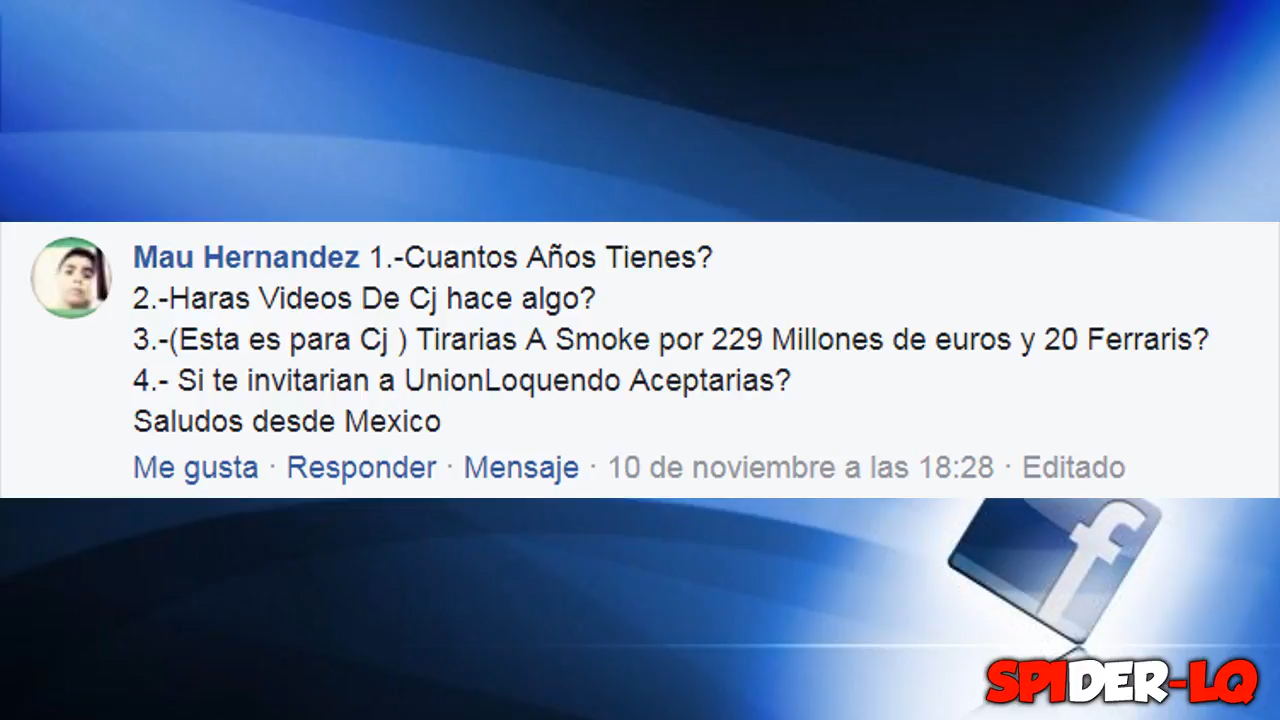 Mau Hernandez 1.-Cuantos Años Tienes?
2.-Haras Videos De Cj hace algo?
3.-(Esta es para Cj ) Tirarias A Smoke por 229 Millones de euros y 20 Ferraris?
4.- Si te invitarian a UnionLoquendo Aceptarias?
Saludos desde Mexico
Me gusta · Responder · Mensaje · 10 de noviembre a las 18:28 · Editado
f
SPIDER-LQ